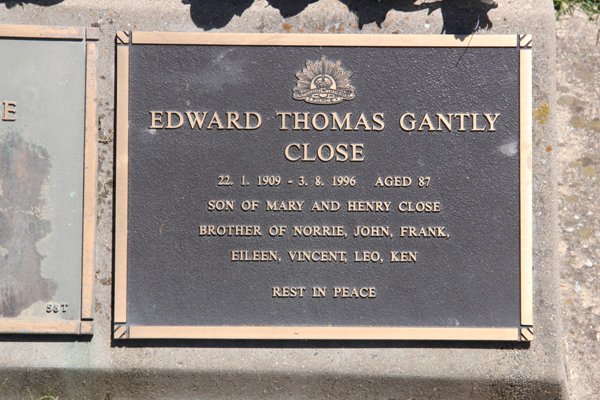 E
EDWARD THOMAS GANTLY
CLOSE
22. 1. 1909 - 3. 8. 1996 AGED 87
SON OF MARY AND HENRY CLOSE
BROTHER OF NORRIE, JOHN, FRANK,
EILEEN, VINCENT, LEO, KEN
REST IN PEACE